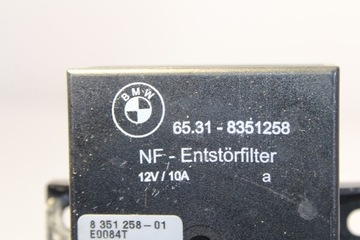 BMW
65.31 - 8351258
NF - Entstörfilter
12V / 10A a
8 351 258-01
E0084T